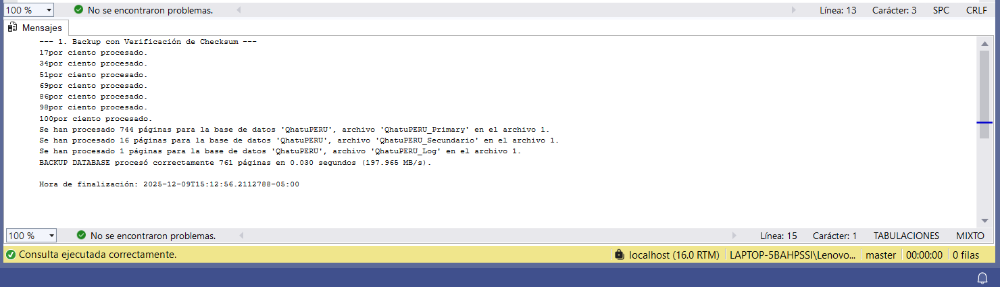 100 % No se encontraron problemas. Línea: 13 Carácter: 3 SPC CRLF
Mensajes
--- 1. Backup con Verificación de Checksum ---
17por ciento procesado.
34por ciento procesado.
51por ciento procesado.
69por ciento procesado.
86por ciento procesado.
98por ciento procesado.
100por ciento procesado.
Se han procesado 744 páginas para la base de datos 'QhatuPERU', archivo 'QhatuPERU_Primary' en el archivo 1.
Se han procesado 16 páginas para la base de datos 'QhatuPERU', archivo 'QhatuPERU_Secundario' en el archivo 1.
Se han procesado 1 páginas para la base de datos 'QhatuPERU', archivo 'QhatuPERU_Log' en el archivo 1.
BACKUP DATABASE procesó correctamente 761 páginas en 0.030 segundos (197.965 MB/s).
Hora de finalización: 2025-12-09T15:12:56.2112788-05:00
100 % No se encontraron problemas. Línea: 15 Carácter: 1 TABULACIONES MIXTO
Consulta ejecutada correctamente. localhost (16.0 RTM) LAPTOP-5BAHPSSI\Lenovo... master 00:00:00 0 filas